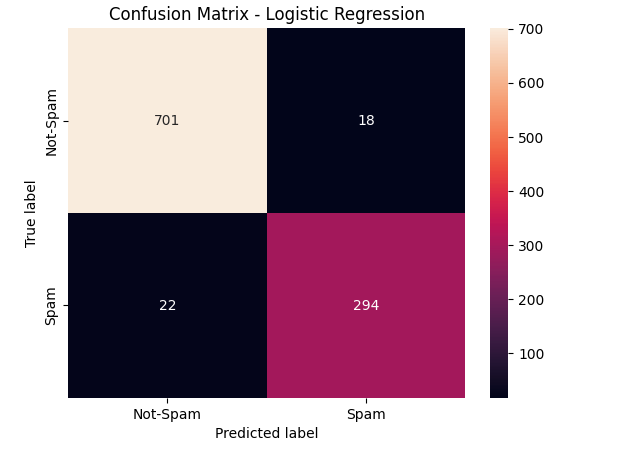 Confusion Matrix - Logistic Regression
700
600
500
400
300
200
100
True label
Not-Spam
Spam
701
18
22
294
Not-Spam
Spam
Predicted label